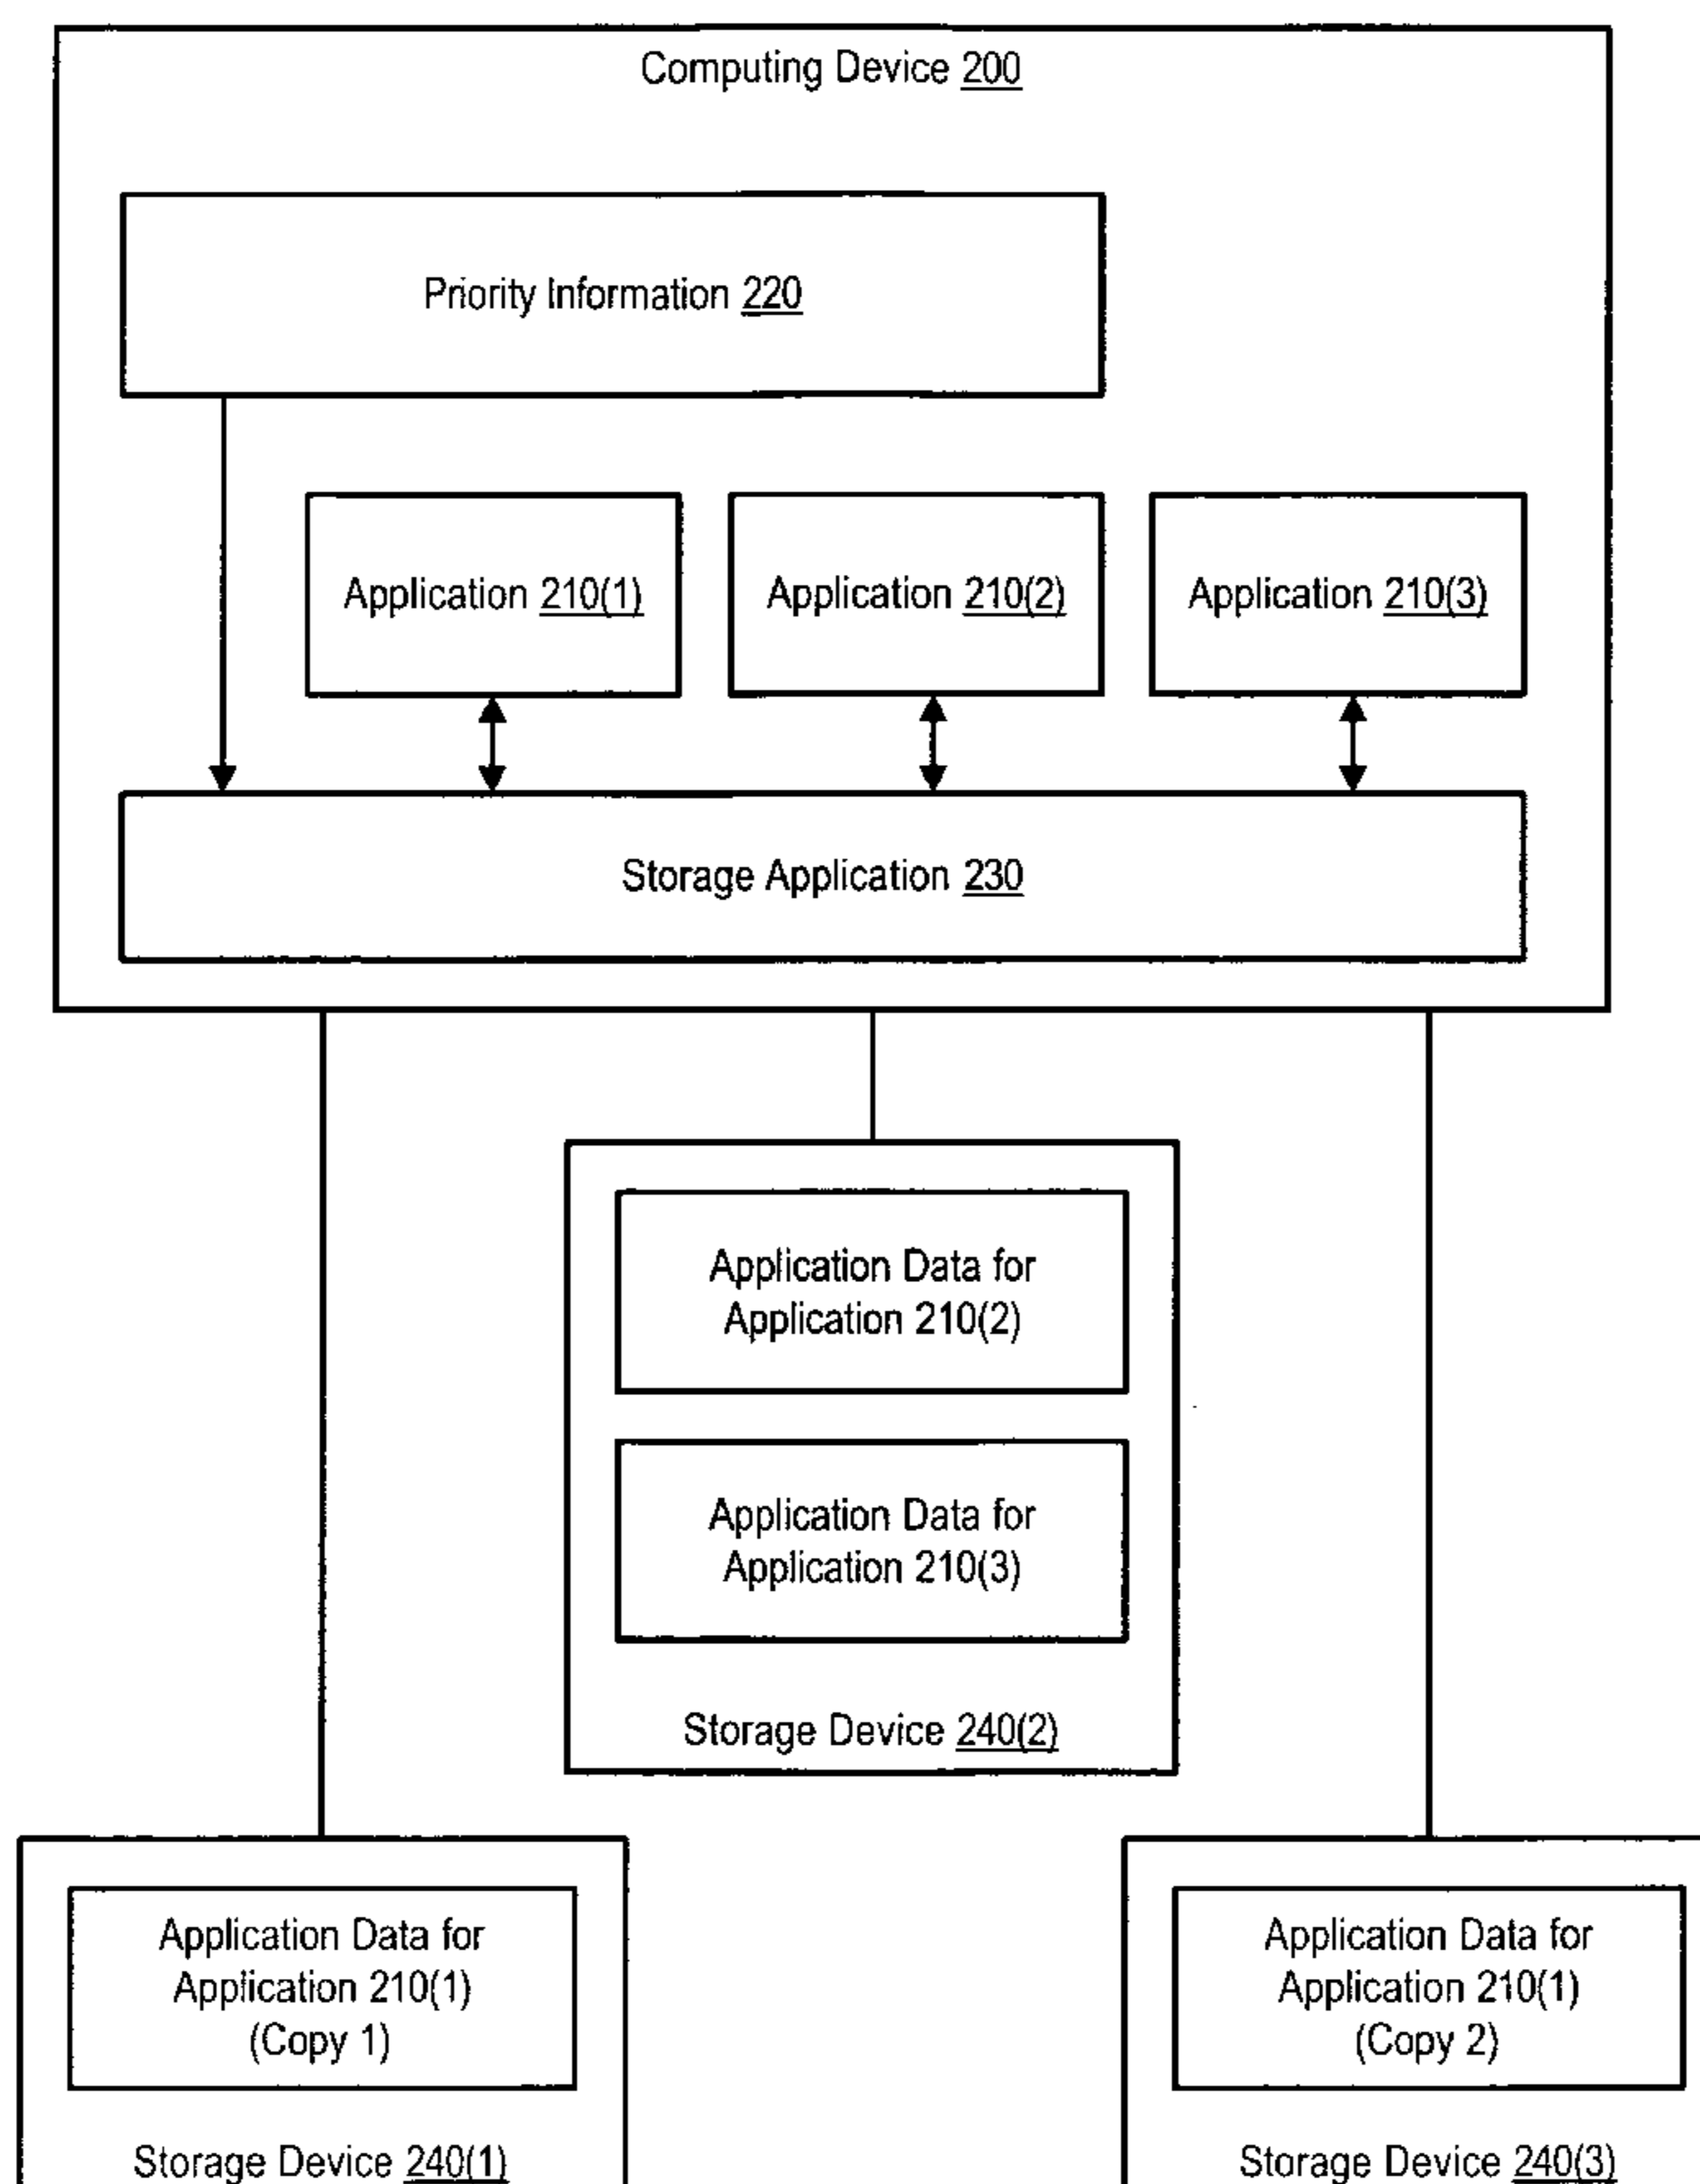 Computing Device 200
Priority Information 220
Application 210(1)
Application 210(2)
Application 210(3)
Storage Application 230
Application Data for
Application 210(2)
Application Data for
Application 210(3)
Storage Device 240(2)
Application Data for
Application 210(1)
(Copy 1)
Storage Device 240(1)
Application Data for
Application 210(1)
(Copy 2)
Storage Device 240(3)